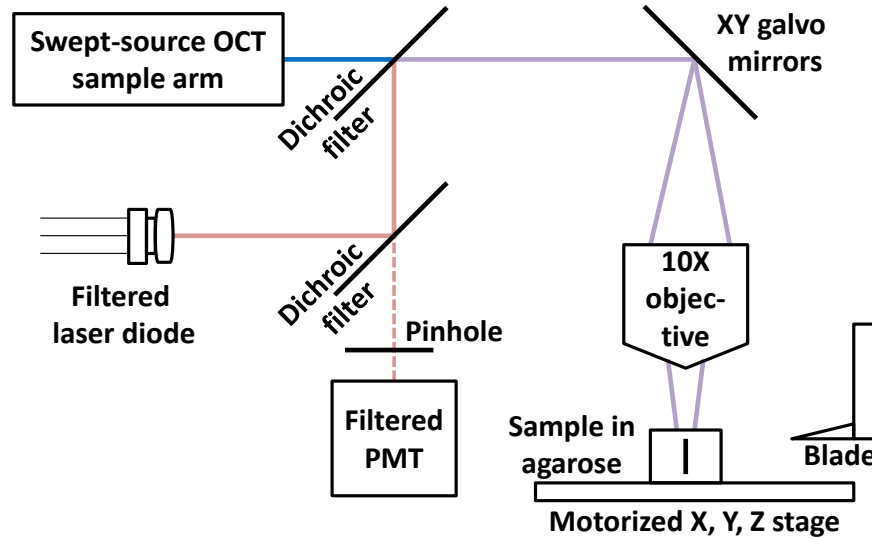 Swept-source OCT
sample arm
XY galvo
mirrors
Dichroic
filter
Dichroic
filter
Filtered
laser diode
Pinhole
Filtered
PMT
10X
objec-
tive
Sample in
agarose
Blade
Motorized X, Y, Z stage